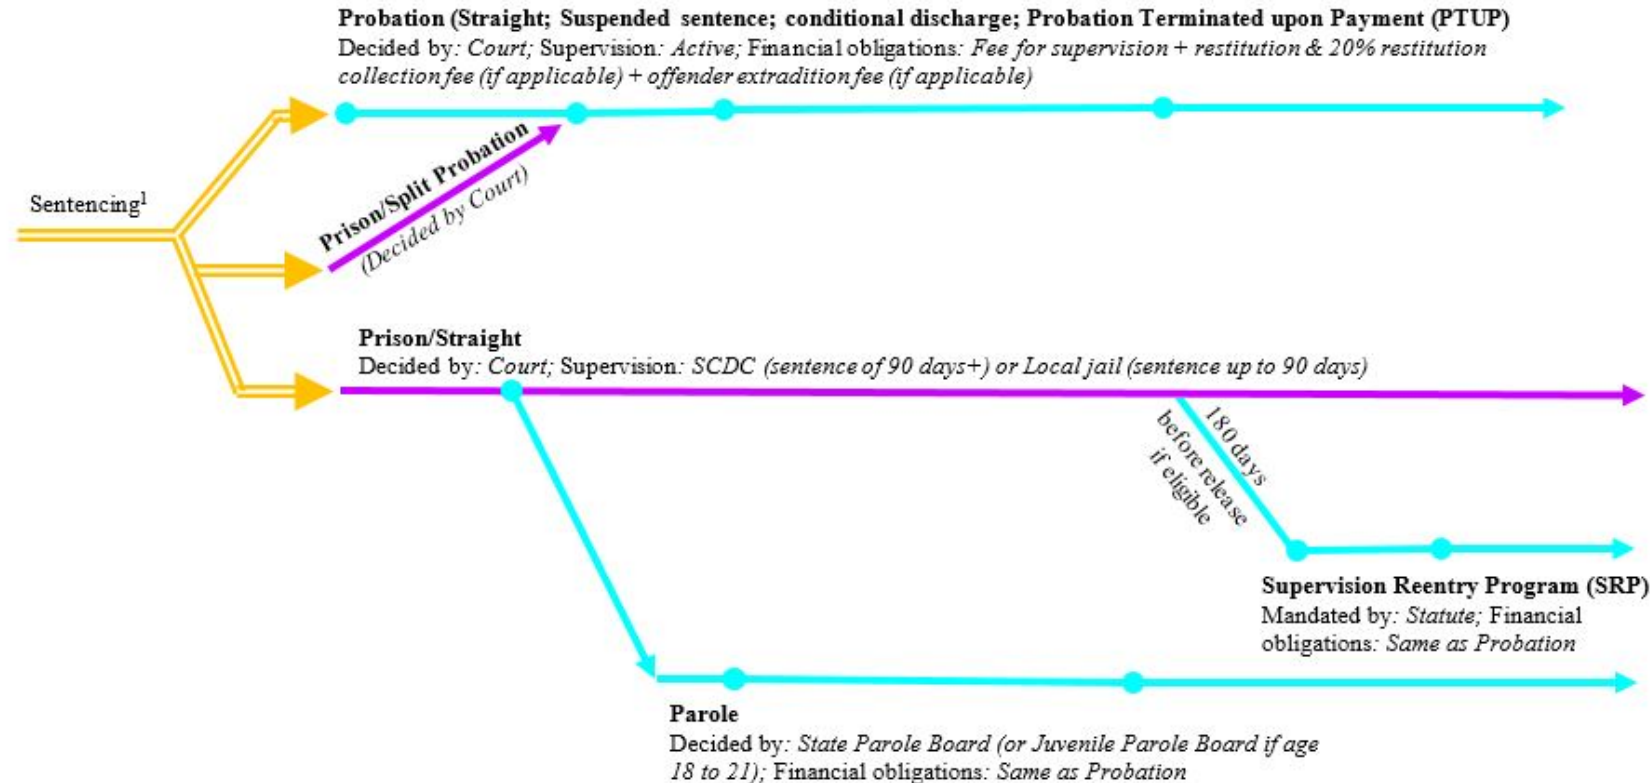 Probation (Straight; Suspended sentence; conditional discharge; Probation Terminated upon Payment (PTUP)
Decided by: Court; Supervision: Active; Financial obligations: Fee for supervision + restitution & 20% restitution
collection fee (if applicable) + offender extradition fee (if applicable)
Sentencing¹
Prison/Split Probation
(Decided by Court)
Prison/Straight
Decided by: Court; Supervision: SCDC (sentence of 90 days+) or Local jail (sentence up to 90 days)
180 days
before release
if eligible
Supervision Reentry Program (SRP)
Mandated by: Statute; Financial
obligations: Same as Probation
Parole
Decided by: State Parole Board (or Juvenile Parole Board if age
18 to 21); Financial obligations: Same as Probation